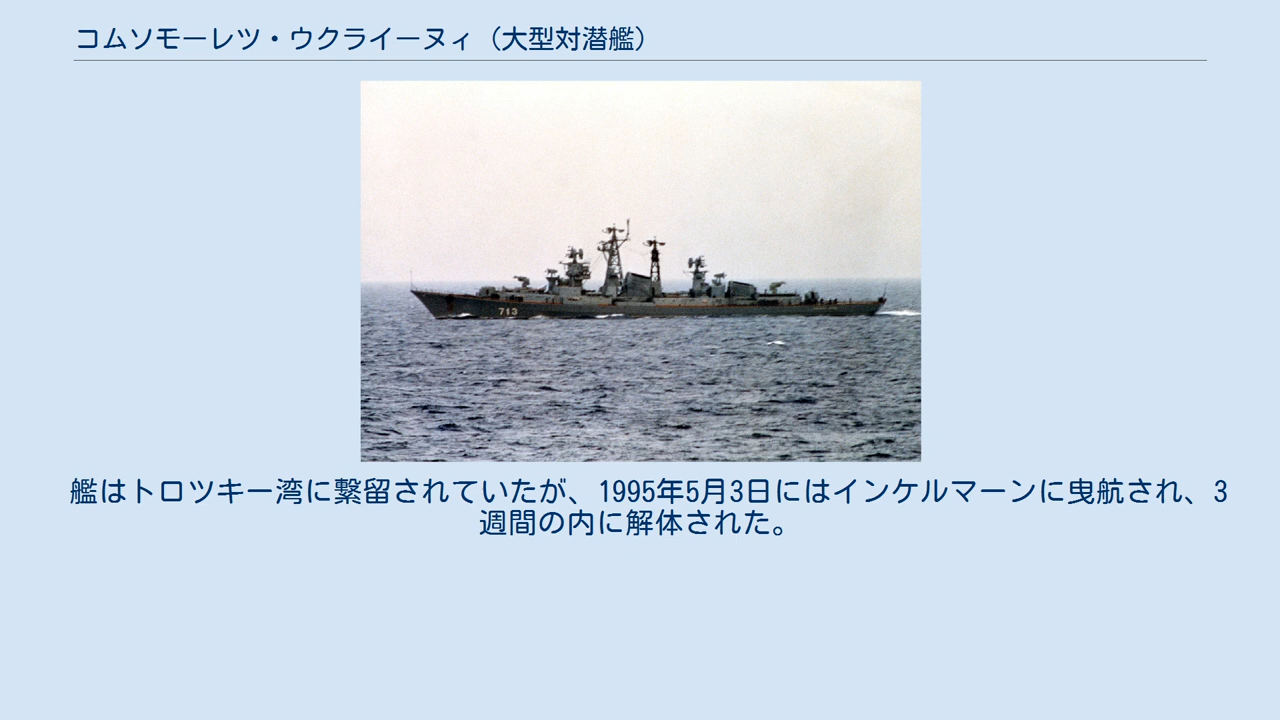 コムソモーレツ・ウクライーヌィ（大型対潜艦）
713
艦はトロツキー湾に繋留されていたが、1995年5月3日にはインケルマーンに曳航され、3
週間の内に解体された。